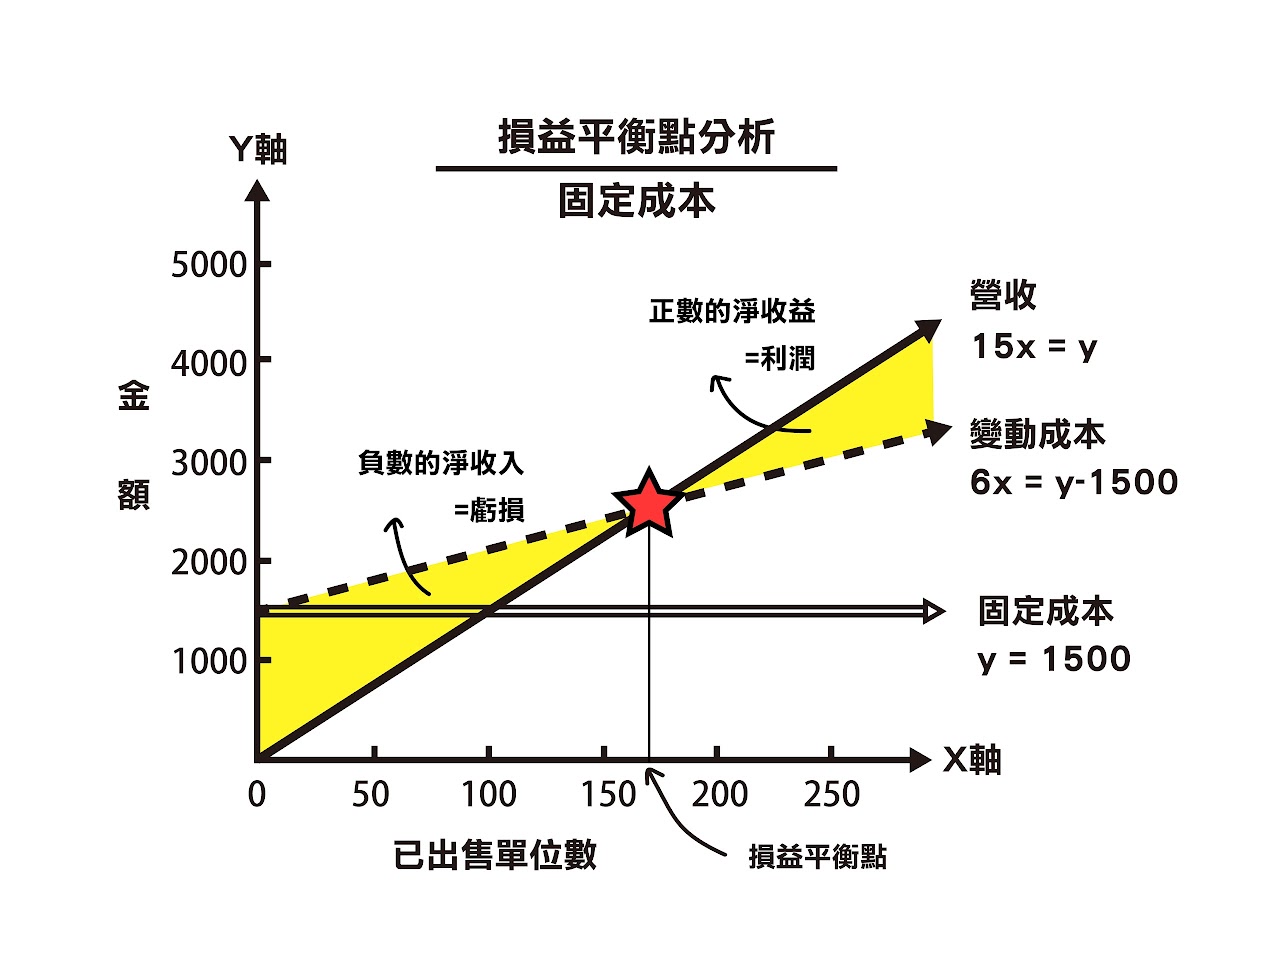 損益平衡點分析
固定成本
Y軸
5000
4000
3000
2000
1000
金
額
正數的淨收益
=利潤
負數的淨收入
=虧損
營收
15x = y
變動成本
6x = y-1500
固定成本
y = 1500
X軸
0 50 100 150 200 250
已出售單位數
損益平衡點